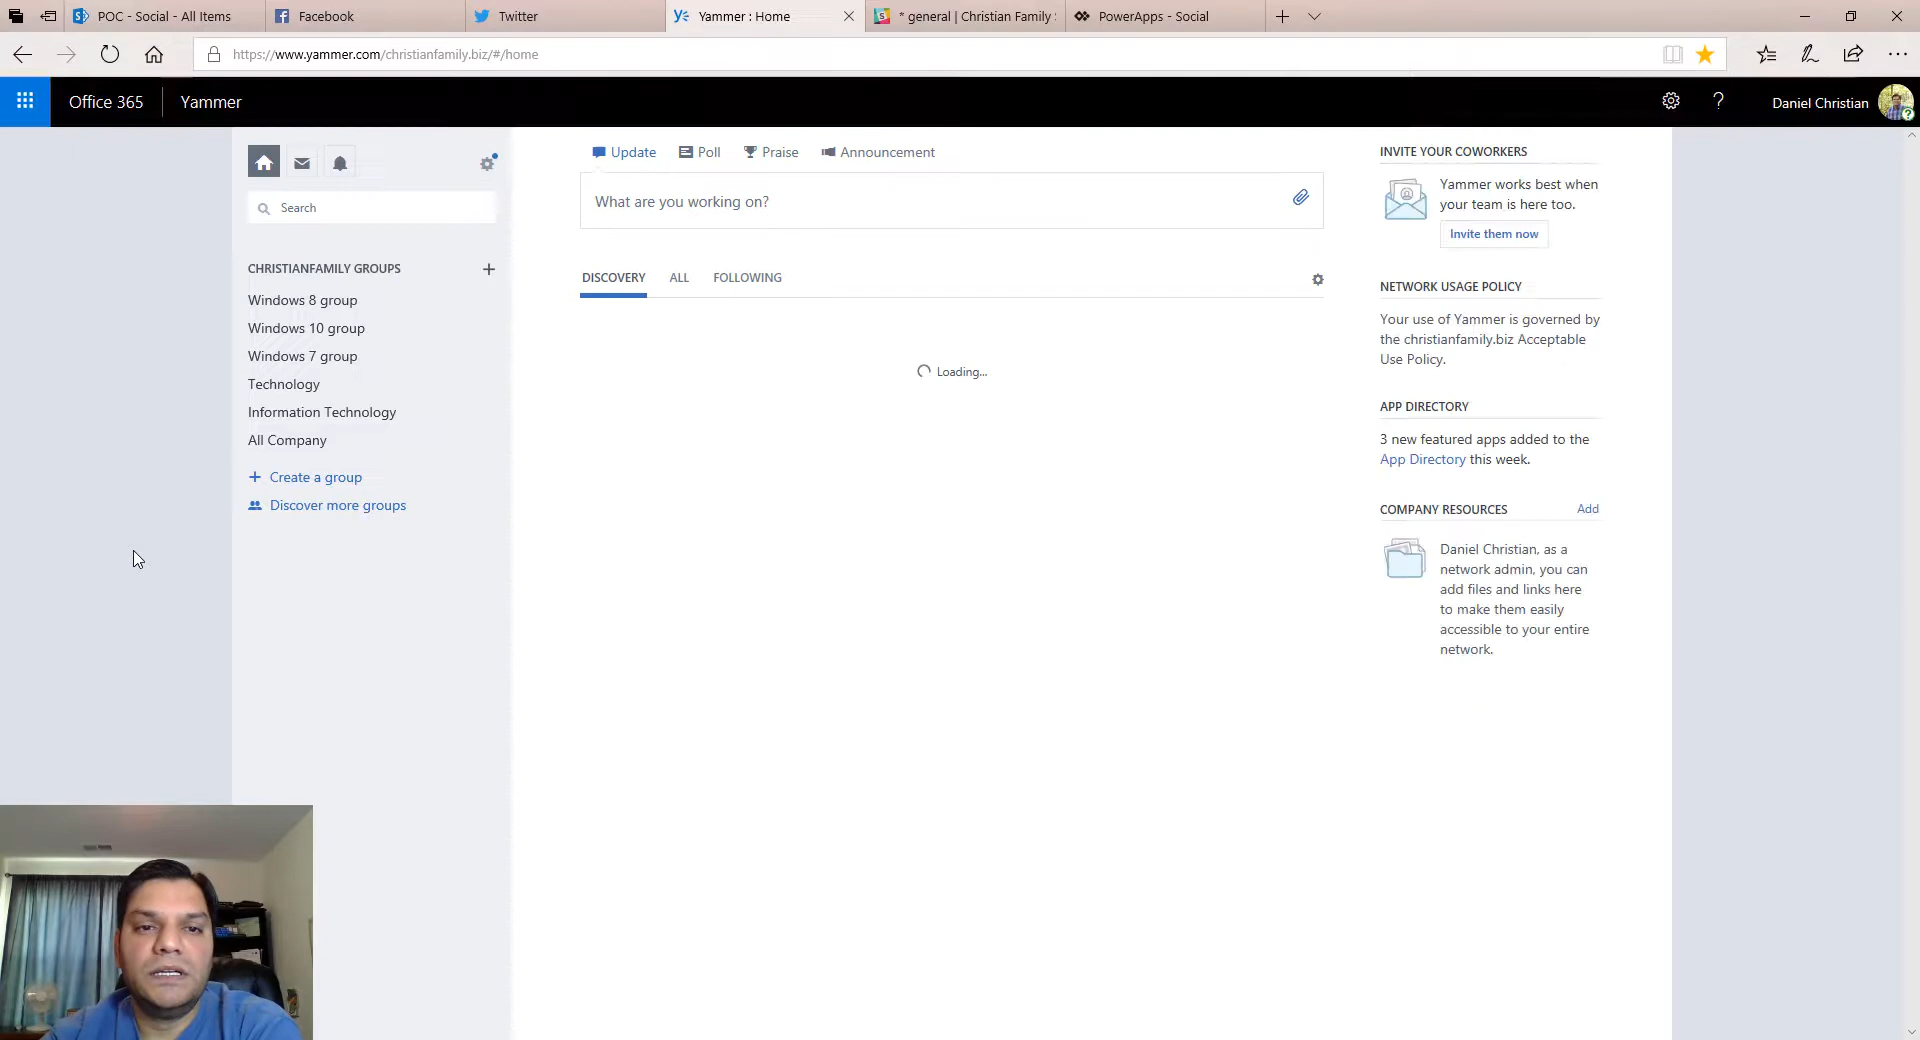 POC - Social - All Items
Facebook
Twitter
Yammer : Home
* general | Christian Family
PowerApps - Social
https://www.yammer.com/christianfamily.biz/#/home
Office 365
Yammer
Daniel Christian
Search
CHRISTIANFAMILY GROUPS
Windows 8 group
Windows 10 group
Windows 7 group
Technology
Information Technology
All Company
Create a group
Discover more groups
Update
Poll
Praise
Announcement
What are you working on?
DISCOVERY
ALL
FOLLOWING
Loading...
INVITE YOUR COWORKERS
Yammer works best when
your team is here too.
Invite them now
NETWORK USAGE POLICY
Your use of Yammer is governed by
the christianfamily.biz Acceptable
Use Policy.
APP DIRECTORY
3 new featured apps added to the
App Directory this week.
COMPANY RESOURCES
Add
Daniel Christian, as a
network admin, you can
add files and links here
to make them easily
accessible to your entire
network.